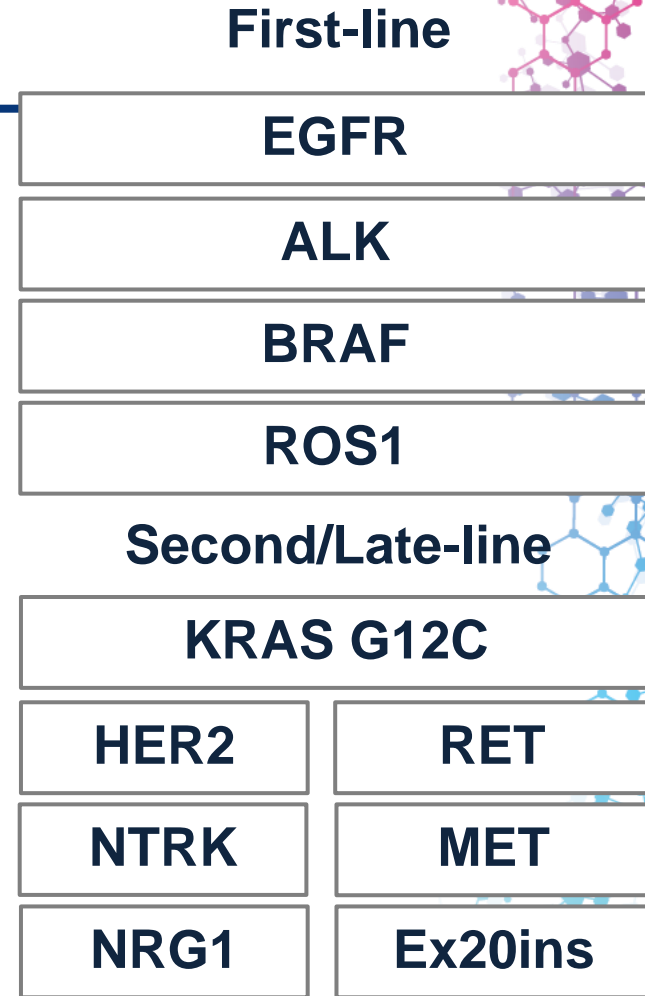 First-line
EGFR
ALK
BRAF
ROS1
Second/Late-line
KRAS G12C
HER2 RET
NTRK MET
NRG1 Ex20ins